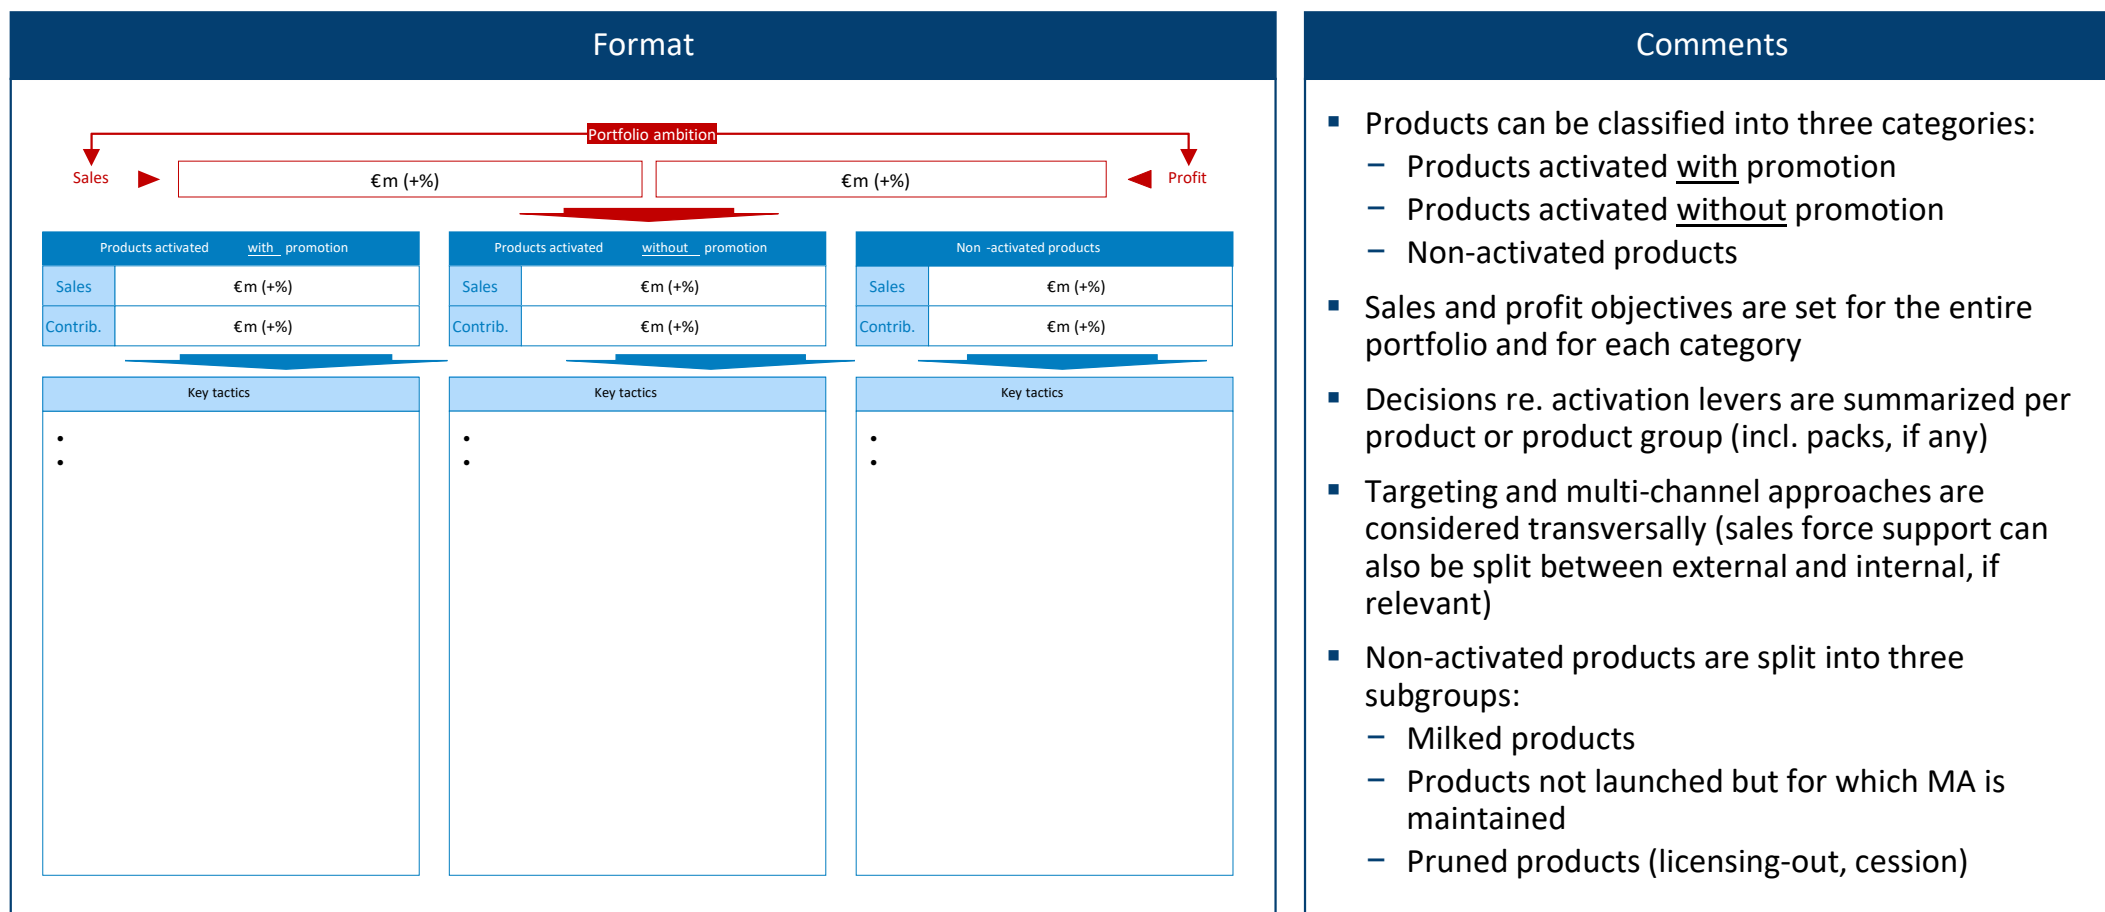 Format
Portfolio ambition
Sales
€m (+%)
€m (+%)
Profit
Products activated with promotion
Sales
€m (+%)
Contrib.
€m (+%)
Products activated without promotion
Sales
€m (+%)
Contrib.
€m (+%)
Non -activated products
Sales
€m (+%)
Contrib.
€m (+%)
Key tactics
•
•
Key tactics
•
•
Key tactics
•
•
Comments
▪ Products can be classified into three categories:
– Products activated with promotion
– Products activated without promotion
– Non-activated products
▪ Sales and profit objectives are set for the entire
portfolio and for each category
▪ Decisions re. activation levers are summarized per
product or product group (incl. packs, if any)
▪ Targeting and multi-channel approaches are
considered transversally (sales force support can
also be split between external and internal, if
relevant)
▪ Non-activated products are split into three
subgroups:
– Milked products
– Products not launched but for which MA is
maintained
– Pruned products (licensing-out, cession)